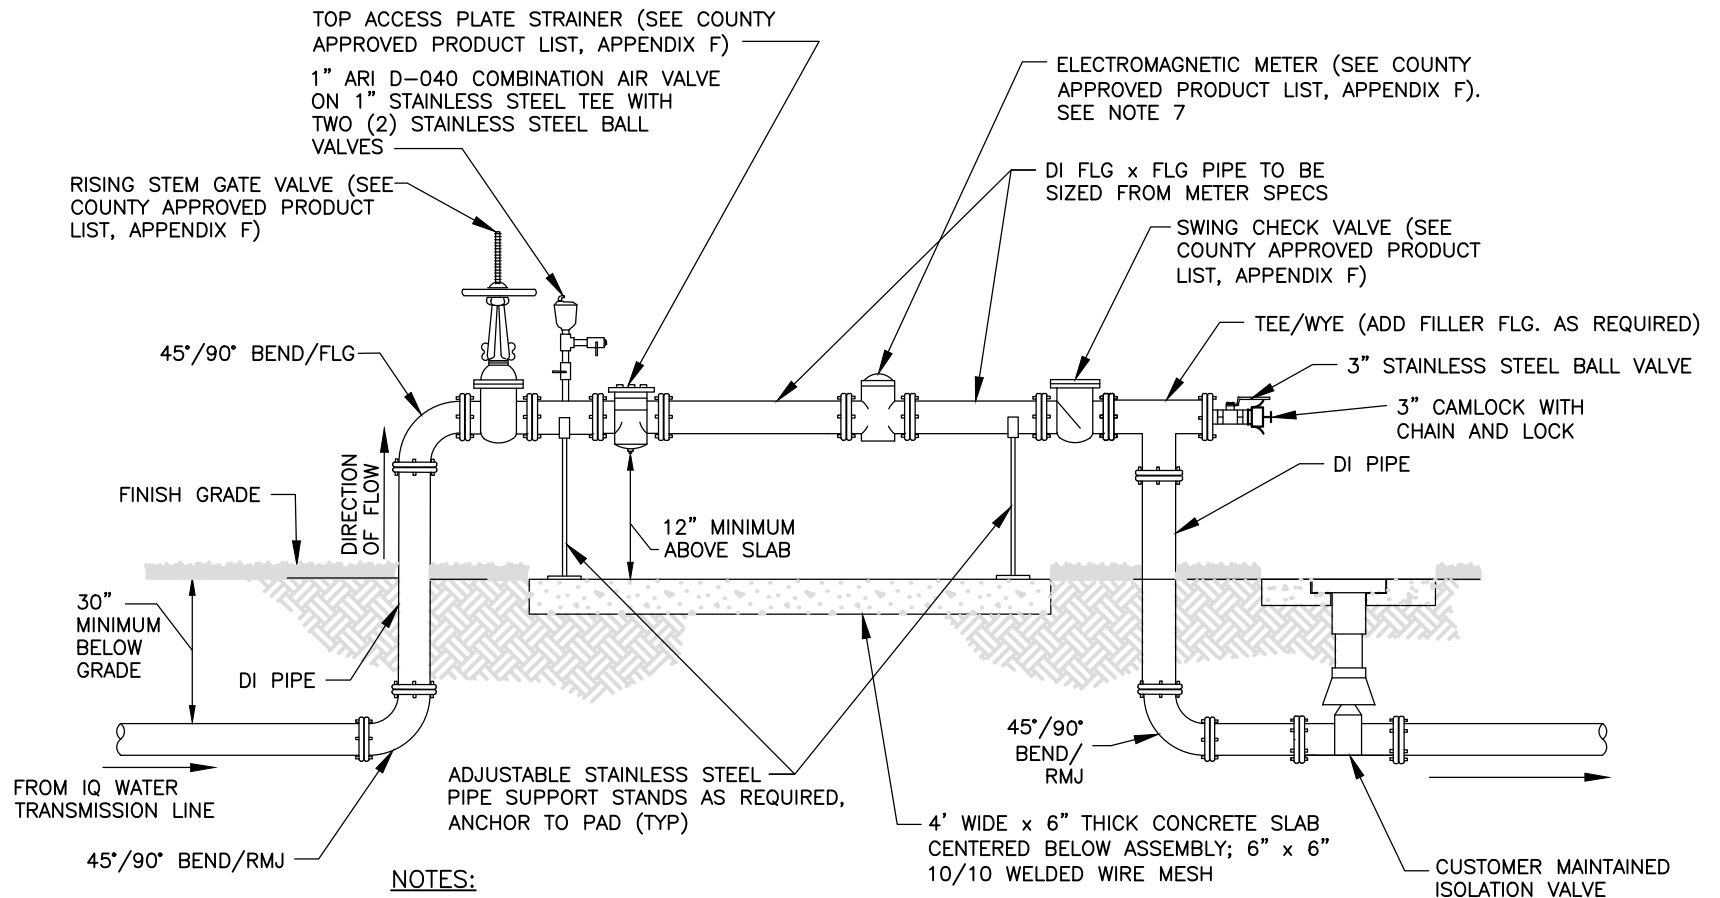 TOP ACCESS PLATE STRAINER (SEE COUNTY
APPROVED PRODUCT LIST, APPENDIX F)
1” ARI D–040 COMBINATION AIR VALVE
ON 1” STAINLESS STEEL TEE WITH
TWO (2) STAINLESS STEEL BALL
VALVES
RISING STEM GATE VALVE (SEE
COUNTY APPROVED PRODUCT
LIST, APPENDIX F)
ELECTROMAGNETIC METER (SEE COUNTY
APPROVED PRODUCT LIST, APPENDIX F).
SEE NOTE 7
DI FLG x FLG PIPE TO BE
SIZED FROM METER SPECS
SWING CHECK VALVE (SEE
COUNTY APPROVED PRODUCT
LIST, APPENDIX F)
TEE/WYE (ADD FILLER FLG. AS REQUIRED)
3” STAINLESS STEEL BALL VALVE
3” CAMLOCK WITH
CHAIN AND LOCK
DI PIPE
45°/90° BEND/FLG
FINISH GRADE
DIRECTION
OF FLOW
12” MINIMUM
ABOVE SLAB
30”
MINIMUM
BELOW
GRADE
DI PIPE
FROM IQ WATER
TRANSMISSION LINE
45°/90° BEND/RMJ
ADJUSTABLE STAINLESS STEEL
PIPE SUPPORT STANDS AS REQUIRED,
ANCHOR TO PAD (TYP)
45°/90°
BEND/
RMJ
4’ WIDE x 6” THICK CONCRETE SLAB
CENTERED BELOW ASSEMBLY; 6” x 6”
10/10 WELDED WIRE MESH
CUSTOMER MAINTAINED
ISOLATION VALVE
NOTES: